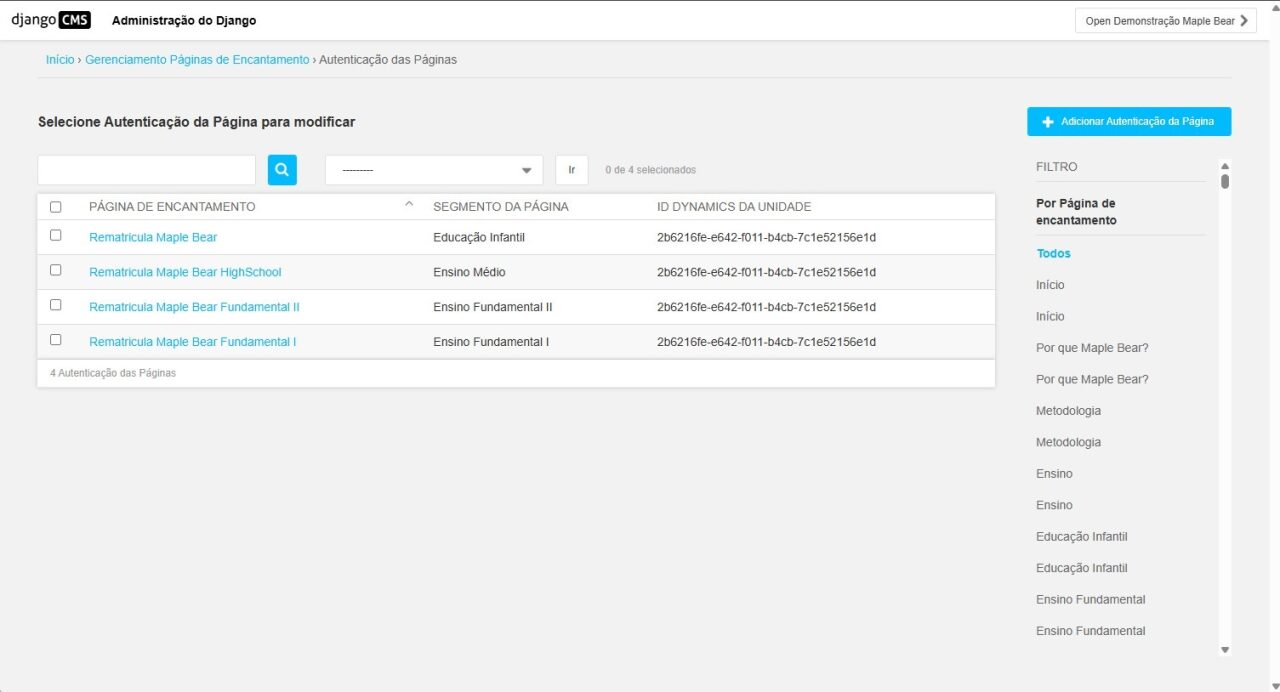 django CMS Administração do Django Open Demonstração Maple Bear
Início › Gerenciamento Páginas de Encantamento › Autenticação das Páginas
Selecione Autenticação da Página para modificar
Adicionar Autenticação da Página
--------- Ir 0 de 4 selecionados
PÁGINA DE ENCANTAMENTO SEGMENTO DA PÁGINA ID DYNAMICS DA UNIDADE
Rematricula Maple Bear Educação Infantil 2b6216fe-e642-f011-b4cb-7c1e52156e1d
Rematricula Maple Bear HighSchool Ensino Médio 2b6216fe-e642-f011-b4cb-7c1e52156e1d
Rematricula Maple Bear Fundamental II Ensino Fundamental II 2b6216fe-e642-f011-b4cb-7c1e52156e1d
Rematricula Maple Bear Fundamental I Ensino Fundamental I 2b6216fe-e642-f011-b4cb-7c1e52156e1d
4 Autenticação das Páginas
FILTRO
Por Página de
encantamento
Todos
Início
Início
Por que Maple Bear?
Por que Maple Bear?
Metodologia
Metodologia
Ensino
Ensino
Educação Infantil
Educação Infantil
Ensino Fundamental
Ensino Fundamental